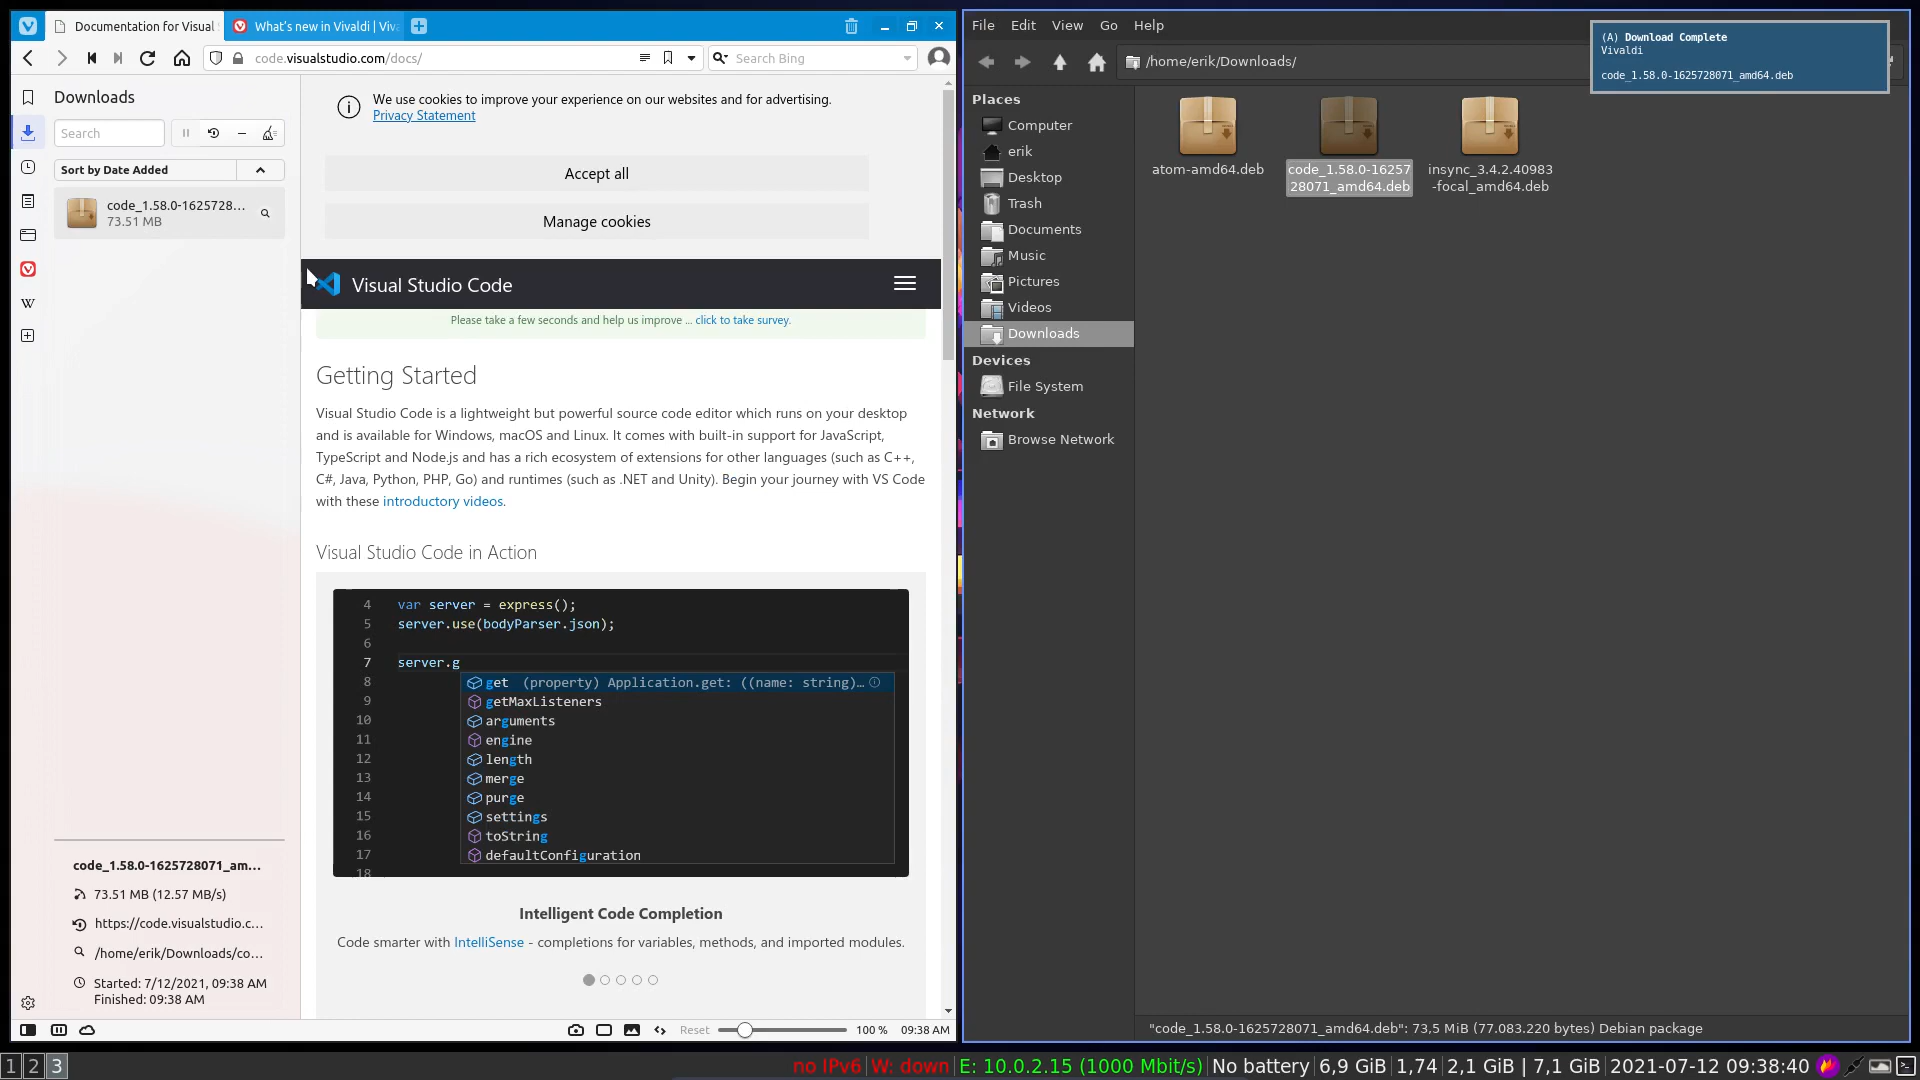 Documentation for Visual
What's new in Vivaldi | Viv
code.visualstudio.com/docs/
Search Bing
Downloads
Search
Sort by Date Added
code_1.58.0-1625728...
73.51 MB
W
code_1.58.0-1625728071_am...
73.51 MB (12.57 MB/s)
https://code.visualstudio.c...
/home/erik/Downloads/co...
Started: 7/12/2021, 09:38 AM
Finished: 09:38 AM
We use cookies to improve your experience on our websites and for advertising.
Privacy Statement
Accept all
Manage cookies
Visual Studio Code
Please take a few seconds and help us improve ... click to take survey.
Getting Started
Visual Studio Code is a lightweight but powerful source code editor which runs on your desktop
and is available for Windows, macOS and Linux. It comes with built-in support for JavaScript,
TypeScript and Node.js and has a rich ecosystem of extensions for other languages (such as C++,
C#, Java, Python, PHP, Go) and runtimes (such as .NET and Unity). Begin your journey with VS Code
with these introductory videos.
Visual Studio Code in Action
4 var server = express();
5 server.use(bodyParser.json);
6
7 server.g
8 get (property) Application.get: ((name: string)...
9 getMaxListeners
10 arguments
11 engine
12 length
13 merge
14 purge
15 settings
16 toString
17 defaultConfiguration
18
Intelligent Code Completion
Code smarter with IntelliSense - completions for variables, methods, and imported modules.
Reset 100 % 09:38 AM
File Edit View Go Help
/home/erik/Downloads/
(A) Download Complete
Vivaldi
code_1.58.0-1625728071_amd64.deb
Places
Computer
erik
Desktop
Trash
Documents
Music
Pictures
Videos
Downloads
Devices
File System
Network
Browse Network
atom-amd64.deb
code_1.58.0-16257
28071_amd64.deb
insync_3.4.2.40983
-focal_amd64.deb
"code_1.58.0-1625728071_amd64.deb": 73,5 MiB (77.083.220 bytes) Debian package
1 2 3
no IPv6 | W: down | E: 10.0.2.15 (1000 Mbit/s) | No battery | 6,9 GiB | 1,74 | 2,1 GiB | 7,1 GiB | 2021-07-12 09:38:40